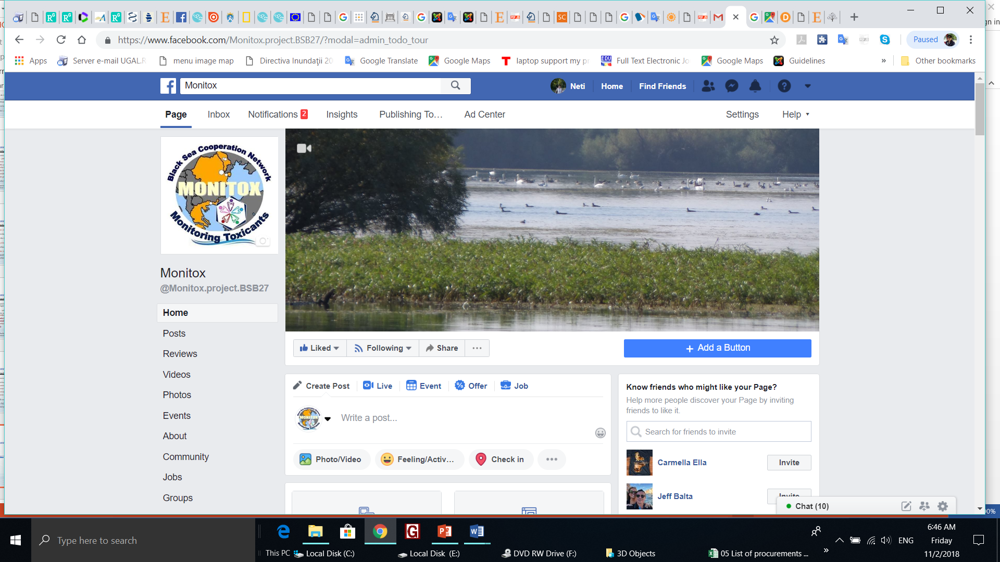 https://www.facebook.com/Monitox.project.BSB27/?modal=admin_todo_tour
Paused
Apps
Server e-mail UGAL.R
menu image map
Directiva Inundații 20
Google Translate
Google Maps
laptop support my pr
Full Text Electronic Jo
Google Maps
Guidelines
»
Other bookmarks
Monitox
Neti
Home
Find Friends
Page
Inbox
Notifications 2
Insights
Publishing To…
Ad Center
Settings
Help
Black Sea Cooperation Network
MONITOX
Monitoring Toxicants
Monitox
@Monitox.project.BSB27
Home
Posts
Reviews
Videos
Photos
Events
About
Community
Jobs
Groups
Liked
Following
Share
Add a Button
Create Post
Live
Event
Offer
Job
Write a post...
Photo/Video
Feeling/Activ...
Check in
Know friends who might like your Page?
Help more people discover your Page by inviting
friends to like it.
Search for friends to invite
Carmella Ella
Invite
Jeff Balta
Invite
Chat (10)
Type here to search
This PC
Local Disk (C:)
Local Disk (E:)
DVD RW Drive (F:)
3D Objects
05 List of procurements ...
»
ENG
6:46 AM
Friday
11/2/2018